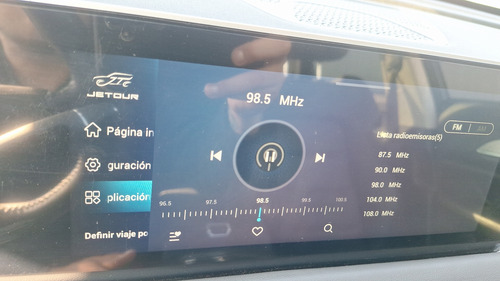 JETOUR
Página in
guración
plicación
Definir viaje pe
98.5 MHz
96.5 97.5 98.5 99.5 100.5
Lista radioemisoras(5)
FM AM
87.5 MHz
90.0 MHz
98.0 MHz
104.0 MHz
108.0 MHz